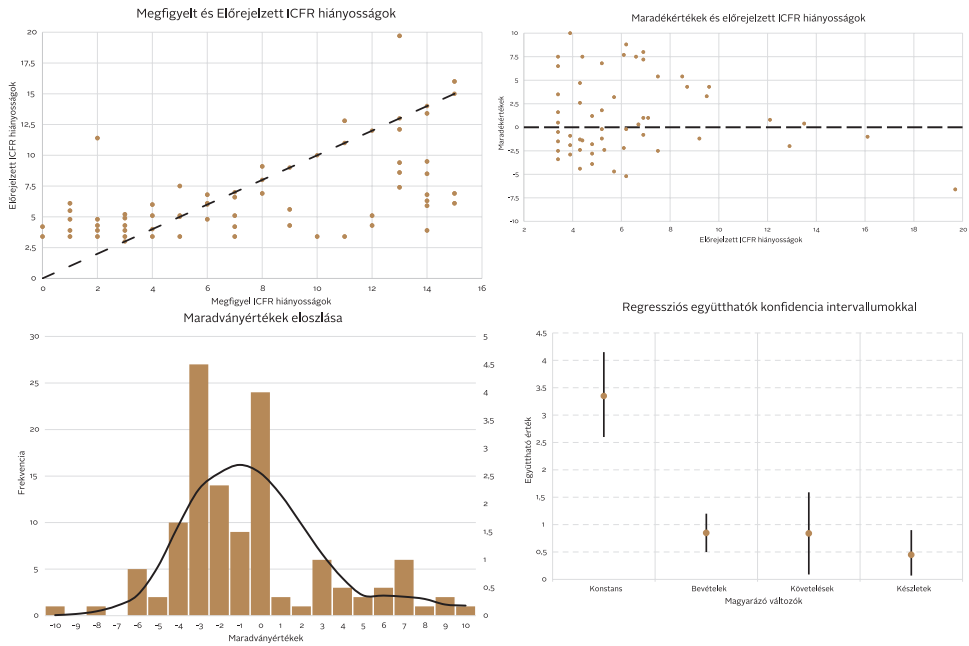 Megfigyelt és Előrejelzett ICFR hiányosságok
Előrejelzett ICFR hiányosságok
20
17.5
15
12.5
10
7.5
5
2.5
0
0 2 4 6 8 10 12 14 16
Megfigyel ICFR hiányosságok
Maradékértékek és előrejelzett ICFR hiányosságok
Maradékértékek
10
7.5
5
2.5
0
-2.5
-5
-7.5
-10
2 4 6 8 10 12 14 16 18 20
Előrejelzett ICFR hiányosságok
Maradványértékek eloszlása
Frekvencia
30
25
20
15
10
5
0
5
4.5
4
3.5
3
2.5
2
1.5
1
0.5
0
-10 -9 -8 -7 -6 -5 -4 -3 -2 -1 0 1 2 3 4 5 6 7 8 9 10
Maradványértékek
Regressziós együtthatók konfidencia intervallumokkal
Együttható érték
4.5
4
3.5
3
2.5
2
1.5
1
0.5
0
Konstans Bevételek Követelések Készletek
Magyarázó változók